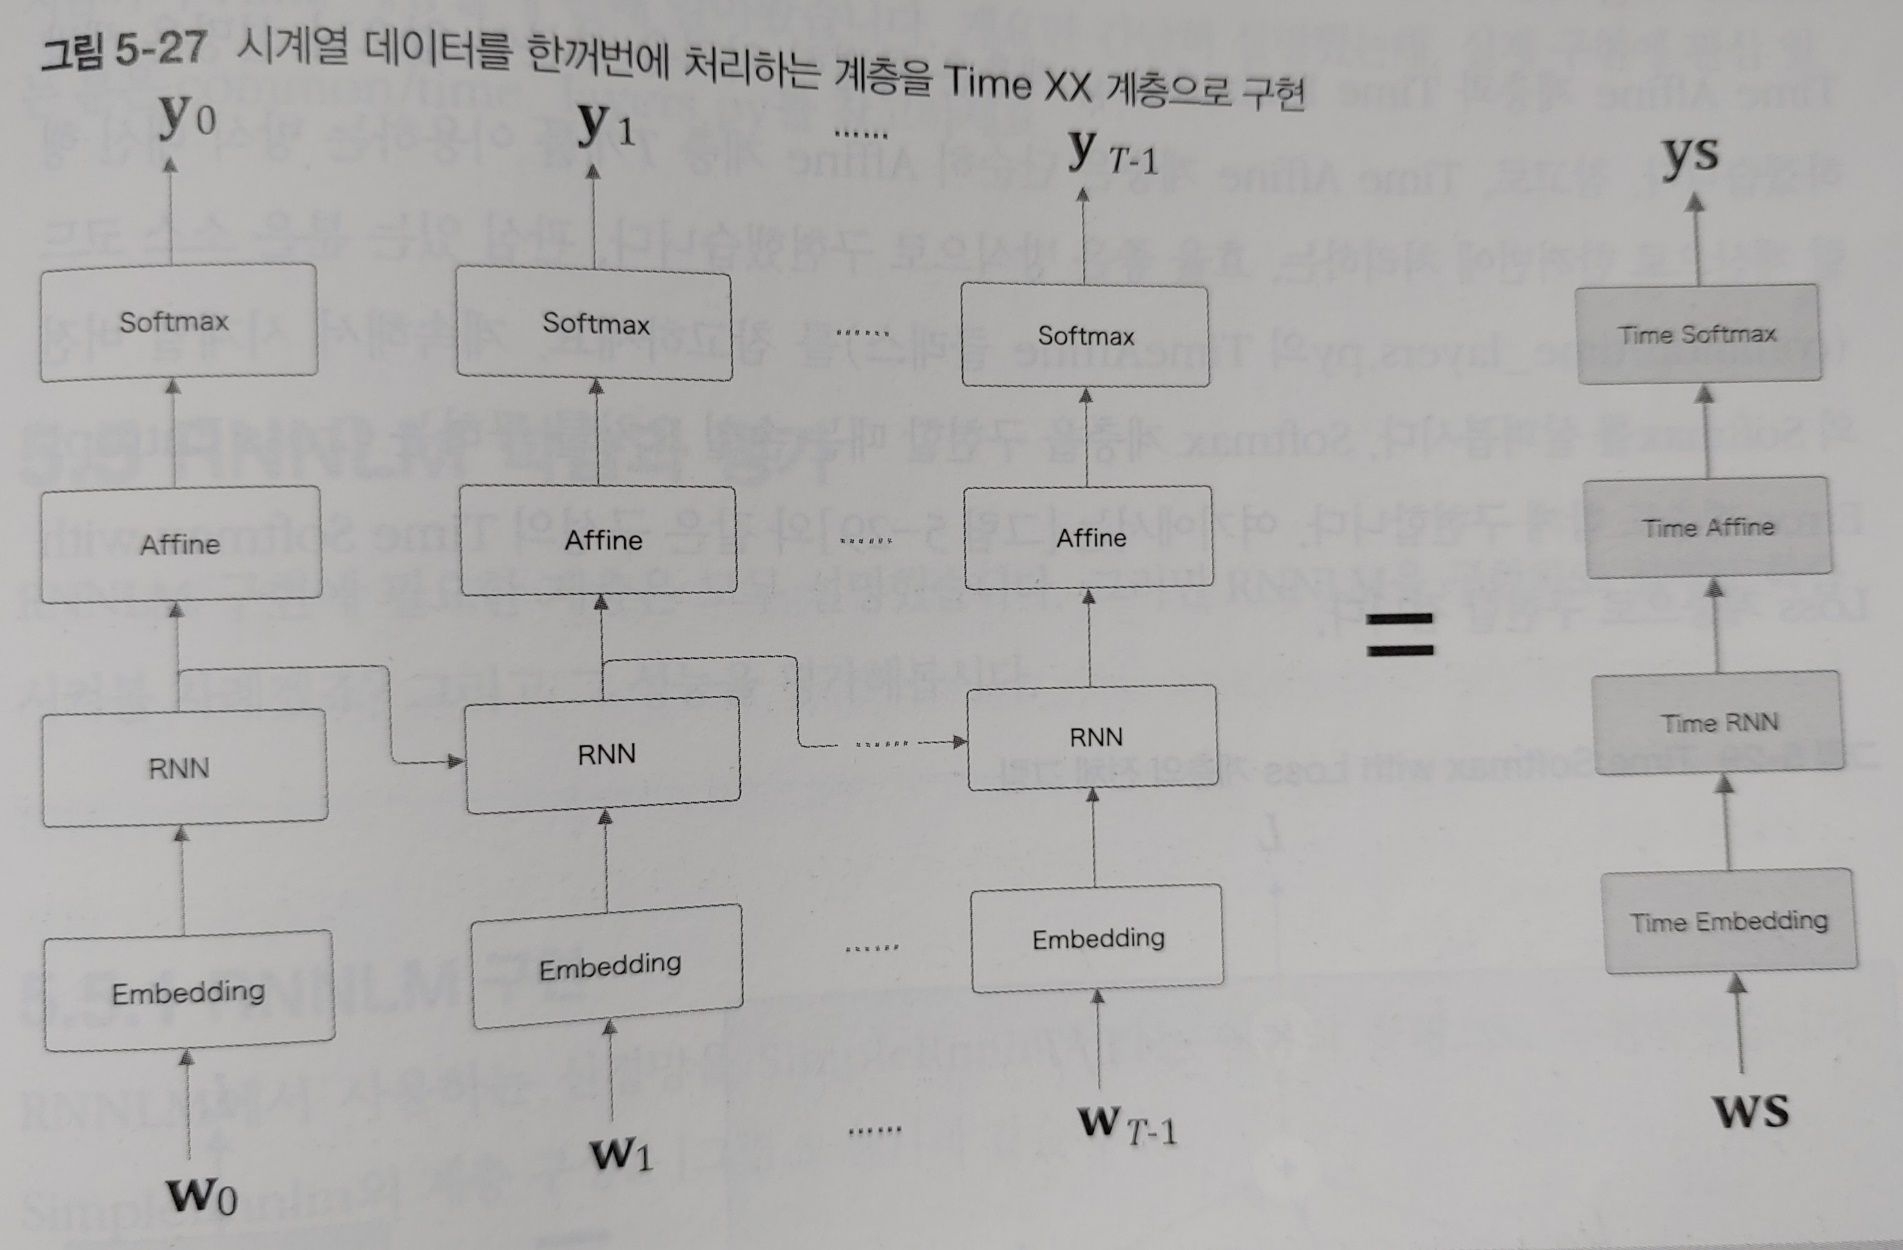 그림 5-27 시계열 데이터를 한꺼번에 처리하는 계층을 Time XX 계층으로 구현
y0 y1 ...... yT-1 ys
Softmax Softmax ...... Softmax Time Softmax
Affine Affine ...... Affine Time Affine
=
RNN RNN ...... RNN Time RNN
Embedding Embedding ...... Embedding Time Embedding
w0 w1 ...... wT-1 ws